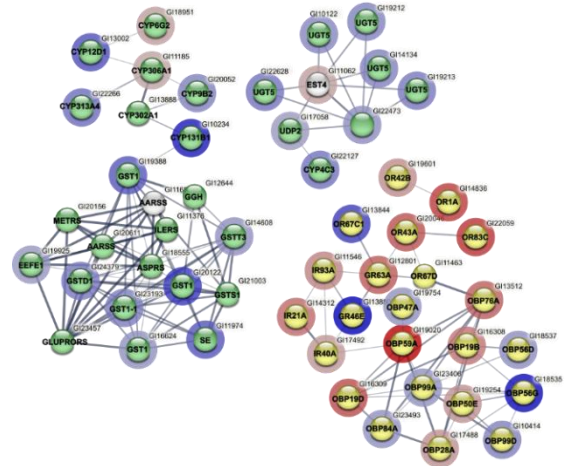 GI18951
CYP6G2
GI13002
CYP12D1
GI11185
CYP306A1
GI22266
CYP313A4
GI20052
CYP9B2
GI13888
CYP302A1
GI10234
CYP131B1
GI10122
UGT5
GI19212
UGT5
GI14134
UGT5
GI22628
UGT5
GI11062
EST4
GI19213
UGT5
GI17058
UDP2
GI22473
GI22127
CYP4C3
GI19388
GST1
AARSS
GI12644
GGH
GI20156
METRS
GI11376
ILERS
GI14608
GSTT3
GI20611
AARSS
GI19925
EEFE1
GI18555
ASPRS
GI24379
GSTD1
GI20122
GST1
GI21003
GSTS1
GI23193
GST1-1
GI23457
GLUPRORS
GI16624
GST1
GI11974
SE
GI19601
OR42B
GI14836
OR1A
GI13844
OR67C1
OR43A
GI22059
OR83C
GI11546
IR93A
GI12801
GR63A
GI11463
OR67D
GI13512
OBP76A
GI14312
IR21A
GR46E
GI19754
OBP47A
GI17492
IR40A
GI19020
OBP59A
GI16308
OBP19B
GI18537
OBP56D
GI16309
OBP19D
GI23406
OBP99A
GI19254
OBP50E
GI18535
OBP56G
GI23493
OBP84A
GI17488
OBP28A
GI10414
OBP99D